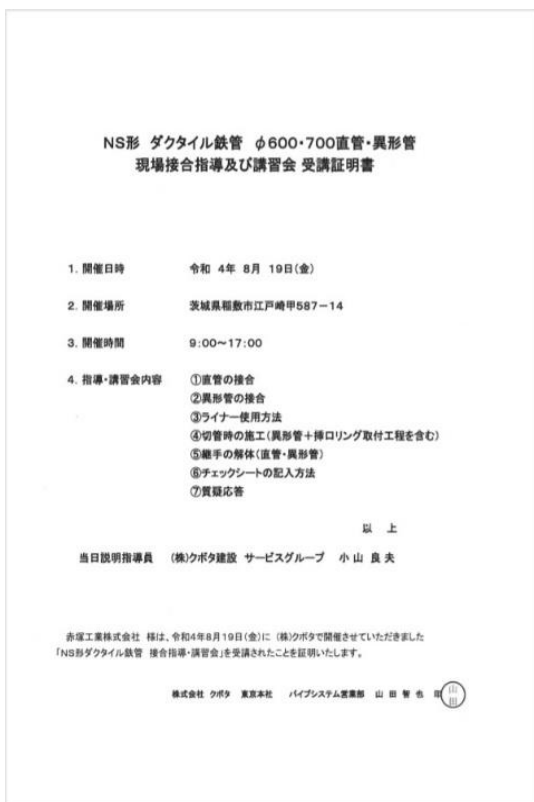 NS形 ダクタイル鉄管 φ600・700直管・異形管
現場接合指導及び講習会 受講証明書
1. 開催日時 令和 4年 8月 19日(金)
2. 開催場所 茨城県稲敷市江戸崎甲587－14
3. 開催時間 9:00～17:00
4. 指導・講習会内容 ①直管の接合
②異形管の接合
③ライナー使用方法
④切管時の施工(異形管＋挿口リング取付工程を含む)
⑤継手の解体(直管・異形管)
⑥チェックシートの記入方法
⑦質疑応答
以 上
当日説明指導員 (株)クボタ建設 サービスグループ 小山 良夫
赤塚工業株式会社 様は、令和4年8月19日(金)に (株)クボタで開催させていただきました
「NS形ダクタイル鉄管 接合指導・講習会」を受講されたことを証明いたします。
株式会社 クボタ 東京本社 パイプシステム営業部 山 田 智 也 印
山田